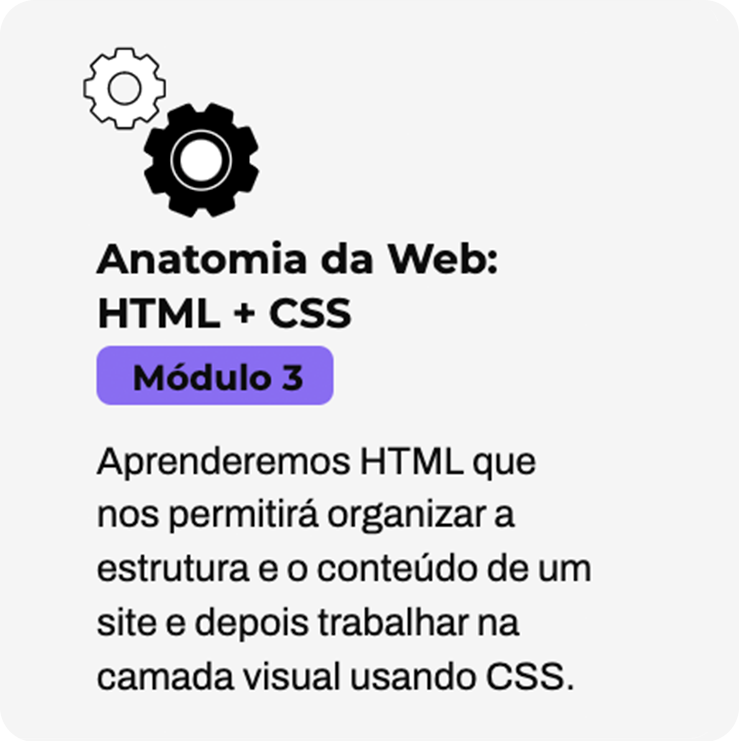 Anatomia da Web:
HTML + CSS
Módulo 3
Aprenderemos HTML que
nos permitirá organizar a
estrutura e o conteúdo de um
site e depois trabalhar na
camada visual usando CSS.